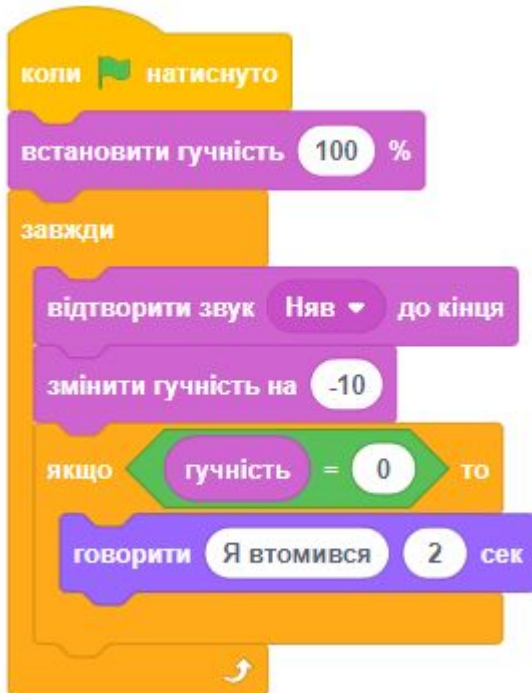 коли натиснуто
встановити гучність 100 %
завжди
відтворити звук Няв до кінця
змінити гучність на -10
якщо гучність = 0 то
говорити Я втомився 2 сек